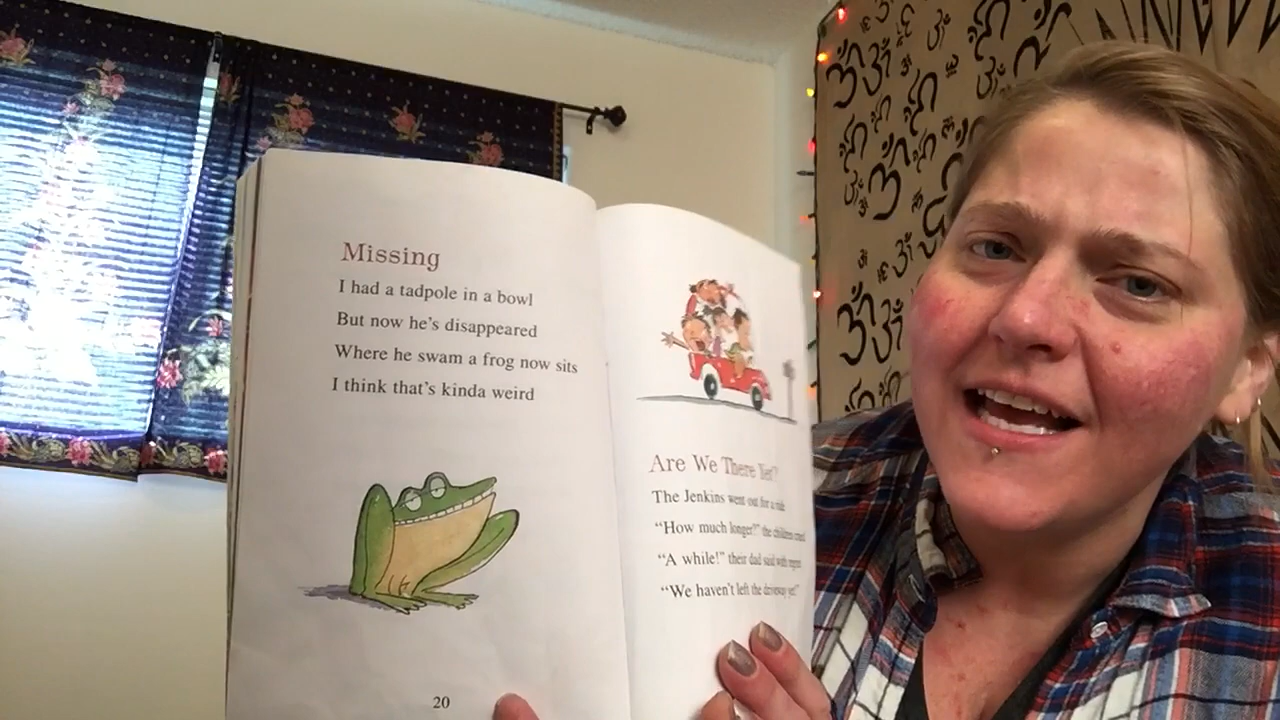 Missing
I had a tadpole in a bowl
But now he's disappeared
Where he swam a frog now sits
I think that's kinda weird
20
Are We There Yet?
The Jenkins went out for a ride
"How much longer?" the children cried
"A while!" their dad said with regret
"We haven't left the driveway yet!"